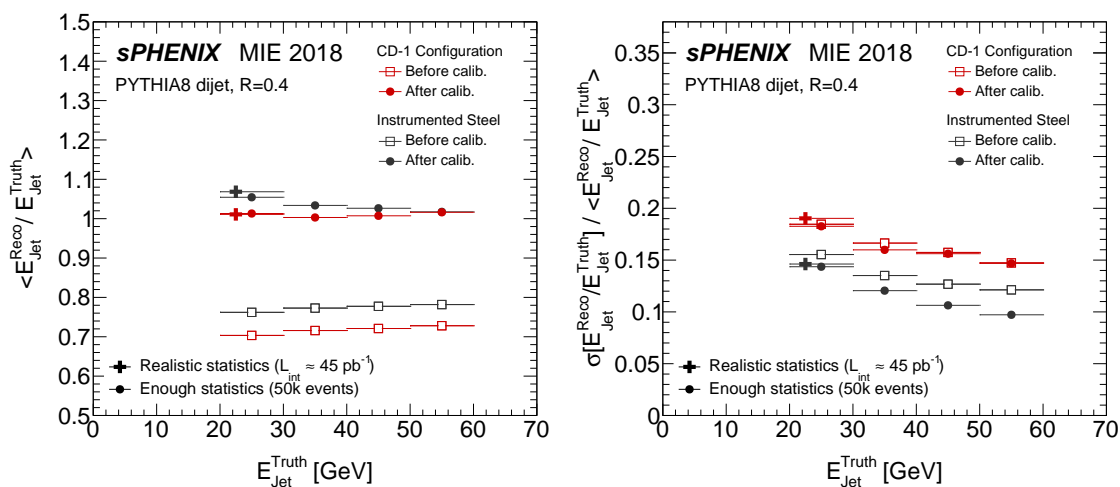 sPHENIX MIE 2018
PYTHIA8 dijet, R=0.4
CD-1 Configuration
Before calib.
After calib.
Instrumented Steel
Before calib.
After calib.
Realistic statistics (L_int ≈ 45 pb^-1)
Enough statistics (50k events)
<E_Jet^Reco / E_Jet^Truth>
1.5
1.4
1.3
1.2
1.1
1
0.9
0.8
0.7
0.6
0.5
0 10 20 30 40 50 60 70
E_Jet^Truth [GeV]
sPHENIX MIE 2018
PYTHIA8 dijet, R=0.4
CD-1 Configuration
Before calib.
After calib.
Instrumented Steel
Before calib.
After calib.
Realistic statistics (L_int ≈ 45 pb^-1)
Enough statistics (50k events)
σ[E_Jet^Reco/E_Jet^Truth] / <E_Jet^Reco/ E_Jet^Truth>
0.35
0.3
0.25
0.2
0.15
0.1
0.05
0
0 10 20 30 40 50 60 70
E_Jet^Truth [GeV]